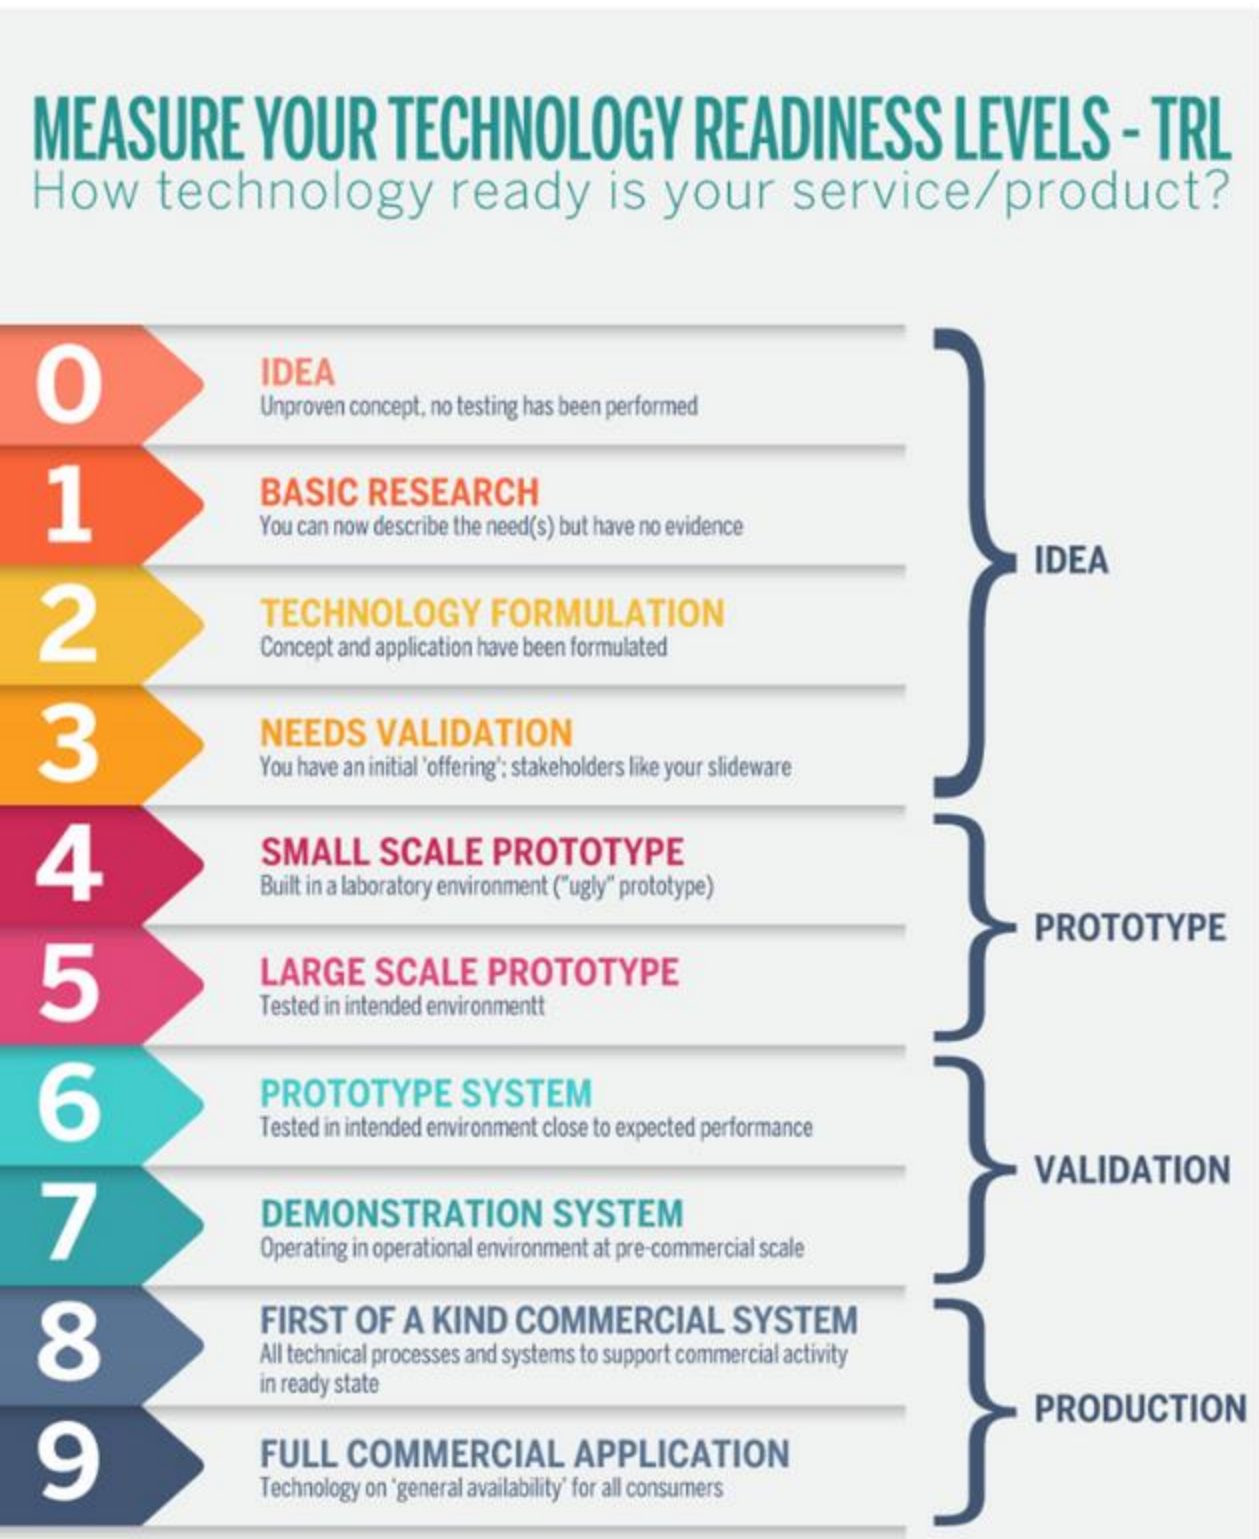 MEASURE YOUR TECHNOLOGY READINESS LEVELS - TRL
How technology ready is your service/product?
0
IDEA
Unproven concept, no testing has been performed
1
BASIC RESEARCH
You can now describe the need(s) but have no evidence
2
TECHNOLOGY FORMULATION
Concept and application have been formulated
3
NEEDS VALIDATION
You have an initial 'offering'; stakeholders like your slideware
IDEA
4
SMALL SCALE PROTOTYPE
Built in a laboratory environment ("ugly" prototype)
5
LARGE SCALE PROTOTYPE
Tested in intended environmentt
PROTOTYPE
6
PROTOTYPE SYSTEM
Tested in intended environment close to expected performance
7
DEMONSTRATION SYSTEM
Operating in operational environment at pre-commercial scale
VALIDATION
8
FIRST OF A KIND COMMERCIAL SYSTEM
All technical processes and systems to support commercial activity
in ready state
9
FULL COMMERCIAL APPLICATION
Technology on 'general availability' for all consumers
PRODUCTION